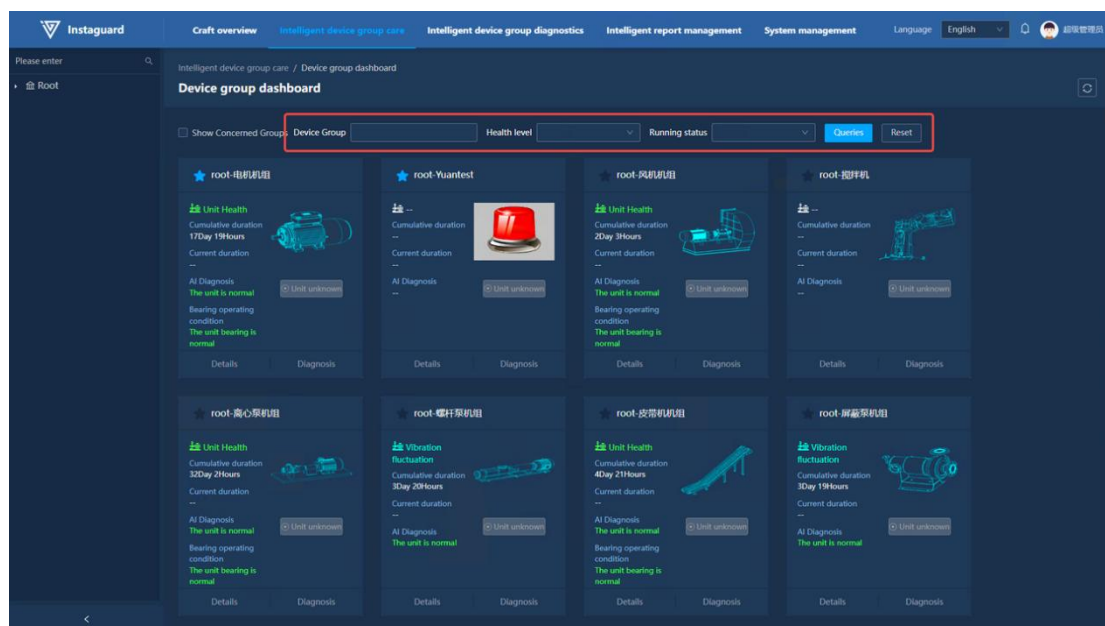 Instaguard
Craft overview
Intelligent device group care
Intelligent device group diagnostics
Intelligent report management
System management
Language
English
超级管理员
Please enter
Root
Intelligent device group care / Device group dashboard
Device group dashboard
Show Concerned Groups
Device Group
Health level
Running status
Queries
Reset
root-电机机组
Unit Health
Cumulative duration
17Day 19Hours
Current duration
--
AI Diagnosis
The unit is normal
Unit unknown
Bearing operating
condition
The unit bearing is
normal
Details
Diagnosis
root-Yuantest
--
Cumulative duration
--
Current duration
--
AI Diagnosis
--
Unit unknown
Details
Diagnosis
root-风机机组
Unit Health
Cumulative duration
2Day 3Hours
Current duration
--
AI Diagnosis
The unit is normal
Unit unknown
Bearing operating
condition
The unit bearing is
normal
Details
Diagnosis
root-搅拌机
--
Cumulative duration
--
Current duration
--
AI Diagnosis
--
Unit unknown
Details
Diagnosis
root-离心泵机组
Unit Health
Cumulative duration
32Day 2Hours
Current duration
--
AI Diagnosis
The unit is normal
Unit unknown
Bearing operating
condition
The unit bearing is
normal
Details
Diagnosis
root-螺杆泵机组
Vibration
fluctuation
Cumulative duration
3Day 20Hours
Current duration
--
AI Diagnosis
The unit is normal
Unit unknown
Details
Diagnosis
root-皮带机机组
Unit Health
Cumulative duration
4Day 21Hours
Current duration
--
AI Diagnosis
The unit is normal
Unit unknown
Bearing operating
condition
The unit bearing is
normal
Details
Diagnosis
root-屏蔽泵机组
Vibration
fluctuation
Cumulative duration
3Day 19Hours
Current duration
--
AI Diagnosis
The unit is normal
Unit unknown
Details
Diagnosis